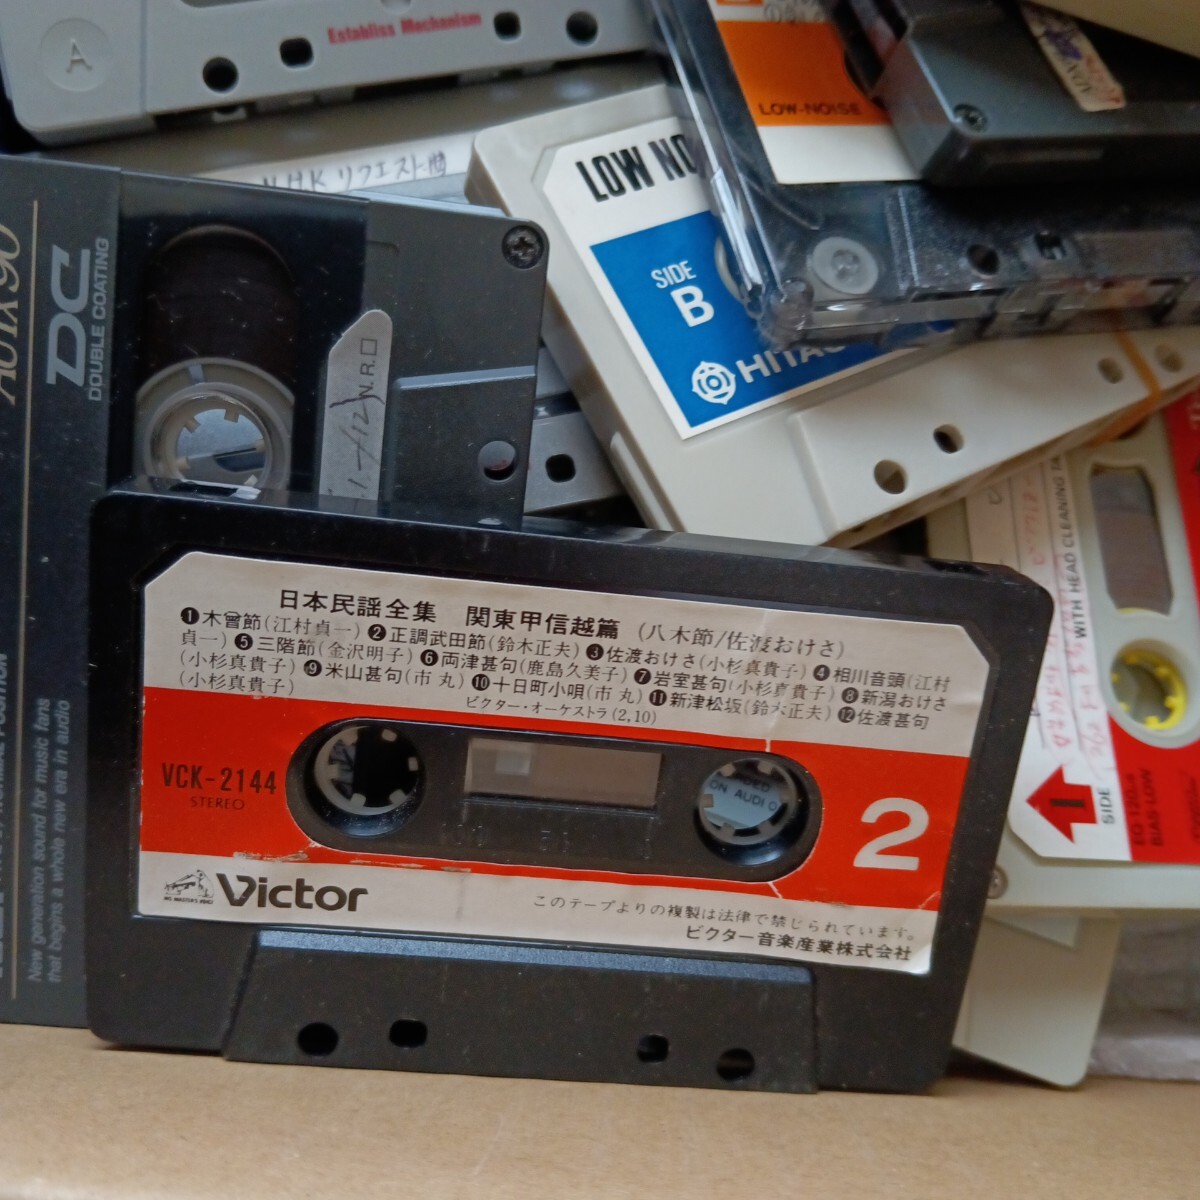 A
Establiss Mechanism
LOW-NOISE
N.H.K リクエスト
LOW NO
SIDE
B
HITAC
DC
DOUBLE COATING
N.R.□
WITH HEAD CLEANING TA
SIDE 1
BIAS LOW
New generation sound for music fans
that begins a whole new era in audio
日本民謡全集 関東甲信越篇 (八木節/佐渡おけさ)
❶木曾節(江村貞一) ❷正調武田節(鈴木正夫) ❸佐渡おけさ(小杉真貴子) ❹相川音頭(江村
貞一) ❺三階節(金沢明子) ❻両津甚句(鹿島久美子) ❼岩室甚句(小杉真貴子) ❽新潟おけさ
(小杉真貴子) ❾米山甚句(市丸) ❿十日町小唄(市丸) ⓫新津松坂(鈴木正夫) ⓬佐渡甚句
(小杉真貴子)
ビクター・オーケストラ(2,10)
VCK-2144
STEREO
2
HIS MASTER'S VOICE
Victor
このテープよりの複製は法律で禁じられています。
ビクター音楽産業株式会社